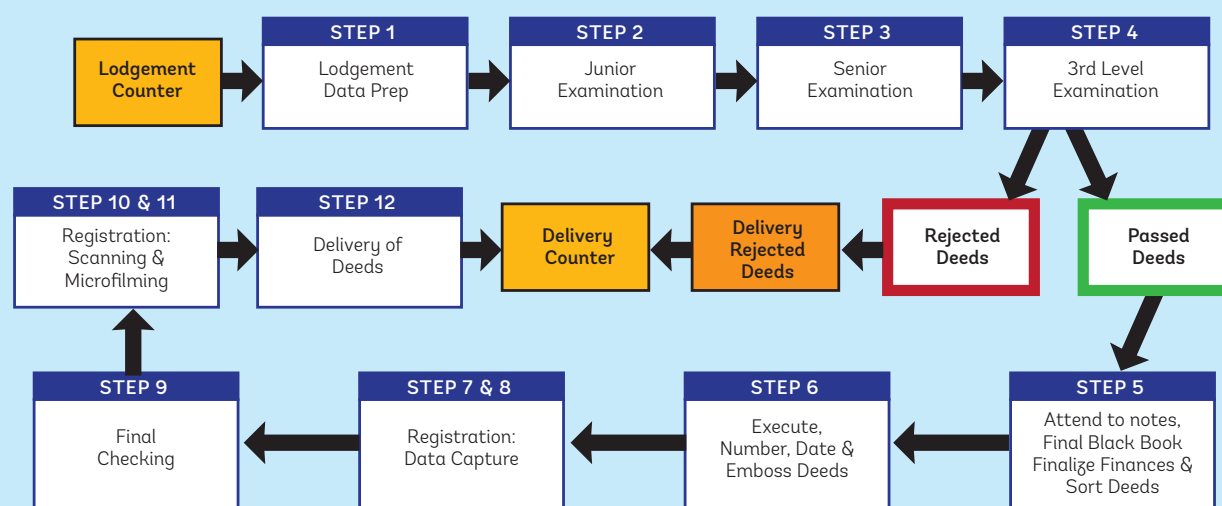 Lodgement
Counter
STEP 1
Lodgement
Data Prep
STEP 2
Junior
Examination
STEP 3
Senior
Examination
STEP 4
3rd Level
Examination
STEP 10 & 11
Registration:
Scanning &
Microfilming
STEP 12
Delivery of
Deeds
Delivery
Counter
Delivery
Rejected
Deeds
Rejected
Deeds
Passed
Deeds
STEP 9
Final
Checking
STEP 7 & 8
Registration:
Data Capture
STEP 6
Execute,
Number, Date &
Emboss Deeds
STEP 5
Attend to notes,
Final Black Book
Finalize Finances &
Sort Deeds